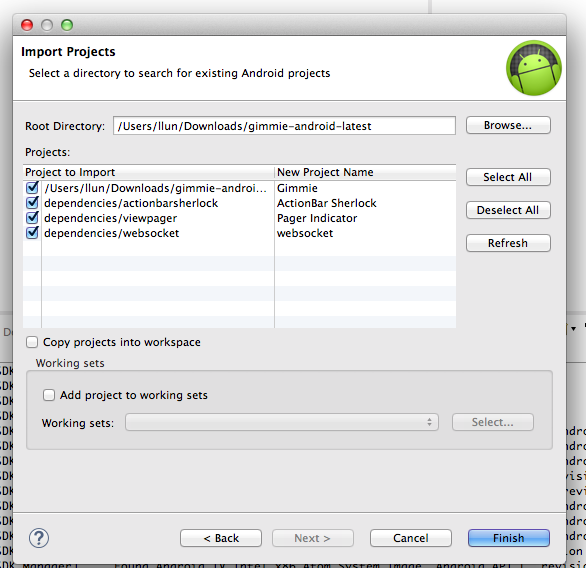 Import Projects
Select a directory to search for existing Android projects
Root Directory: /Users/llun/Downloads/gimmie-android-latest Browse...
Projects:
Project to Import New Project Name
/Users/llun/Downloads/gimmie-androi... Gimmie
dependencies/actionbarsherlock ActionBar Sherlock
dependencies/viewpager Pager Indicator
dependencies/websocket websocket
Select All
Deselect All
Refresh
Copy projects into workspace
Working sets
Add project to working sets
Working sets: Select...
? < Back Next > Cancel Finish